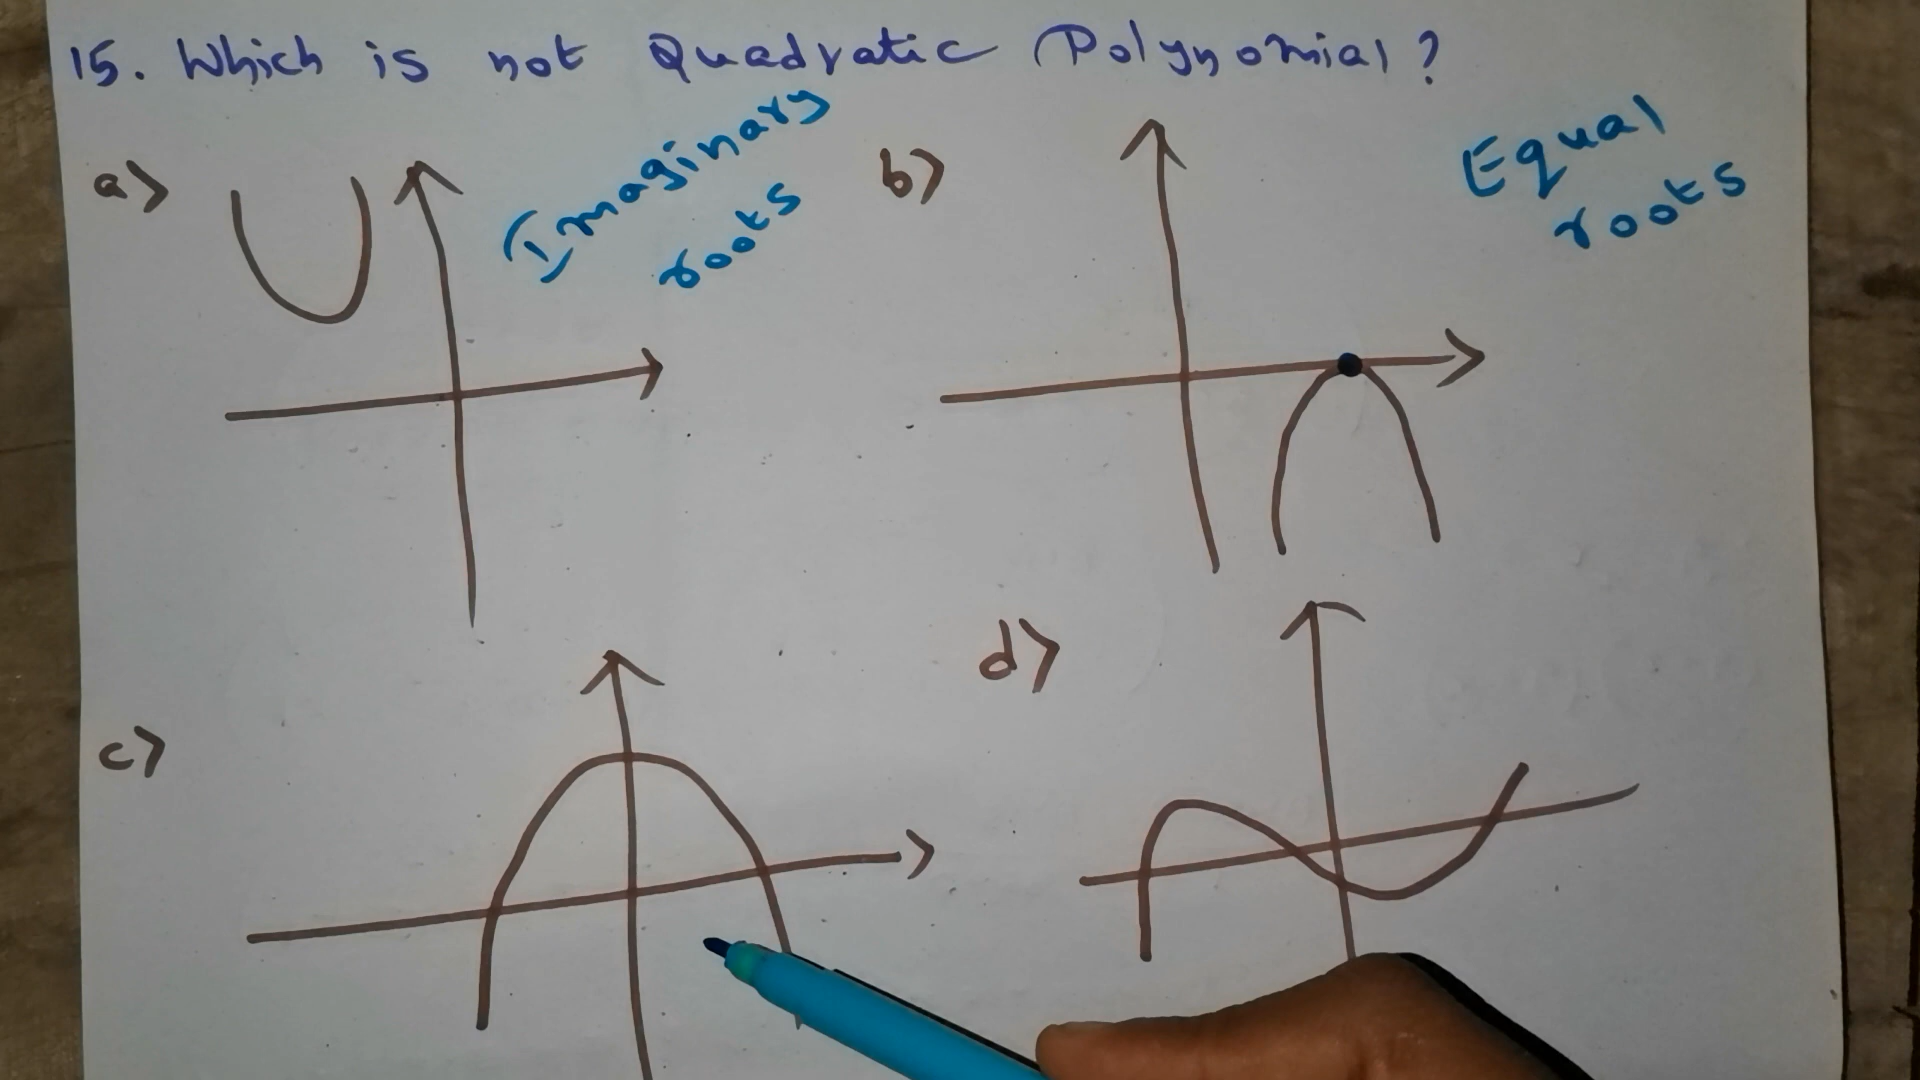 15. Which is not Quadratic Polynomial?
a)
Imaginary
roots
b)
Equal
roots
c)
d)